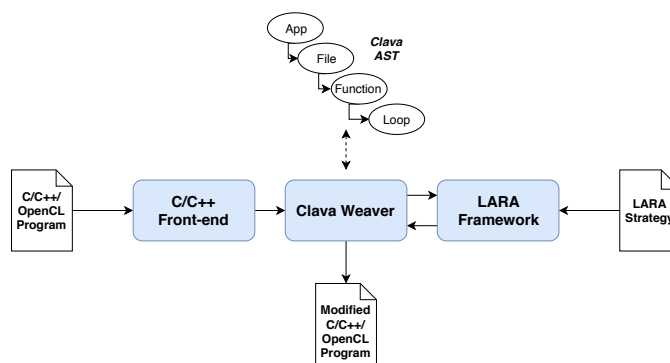 App
Clava
AST
File
Function
Loop
C/C++/
OpenCL
Program
C/C++
Front-end
Clava Weaver
LARA
Framework
LARA
Strategy
Modified
C/C++/
OpenCL
Program